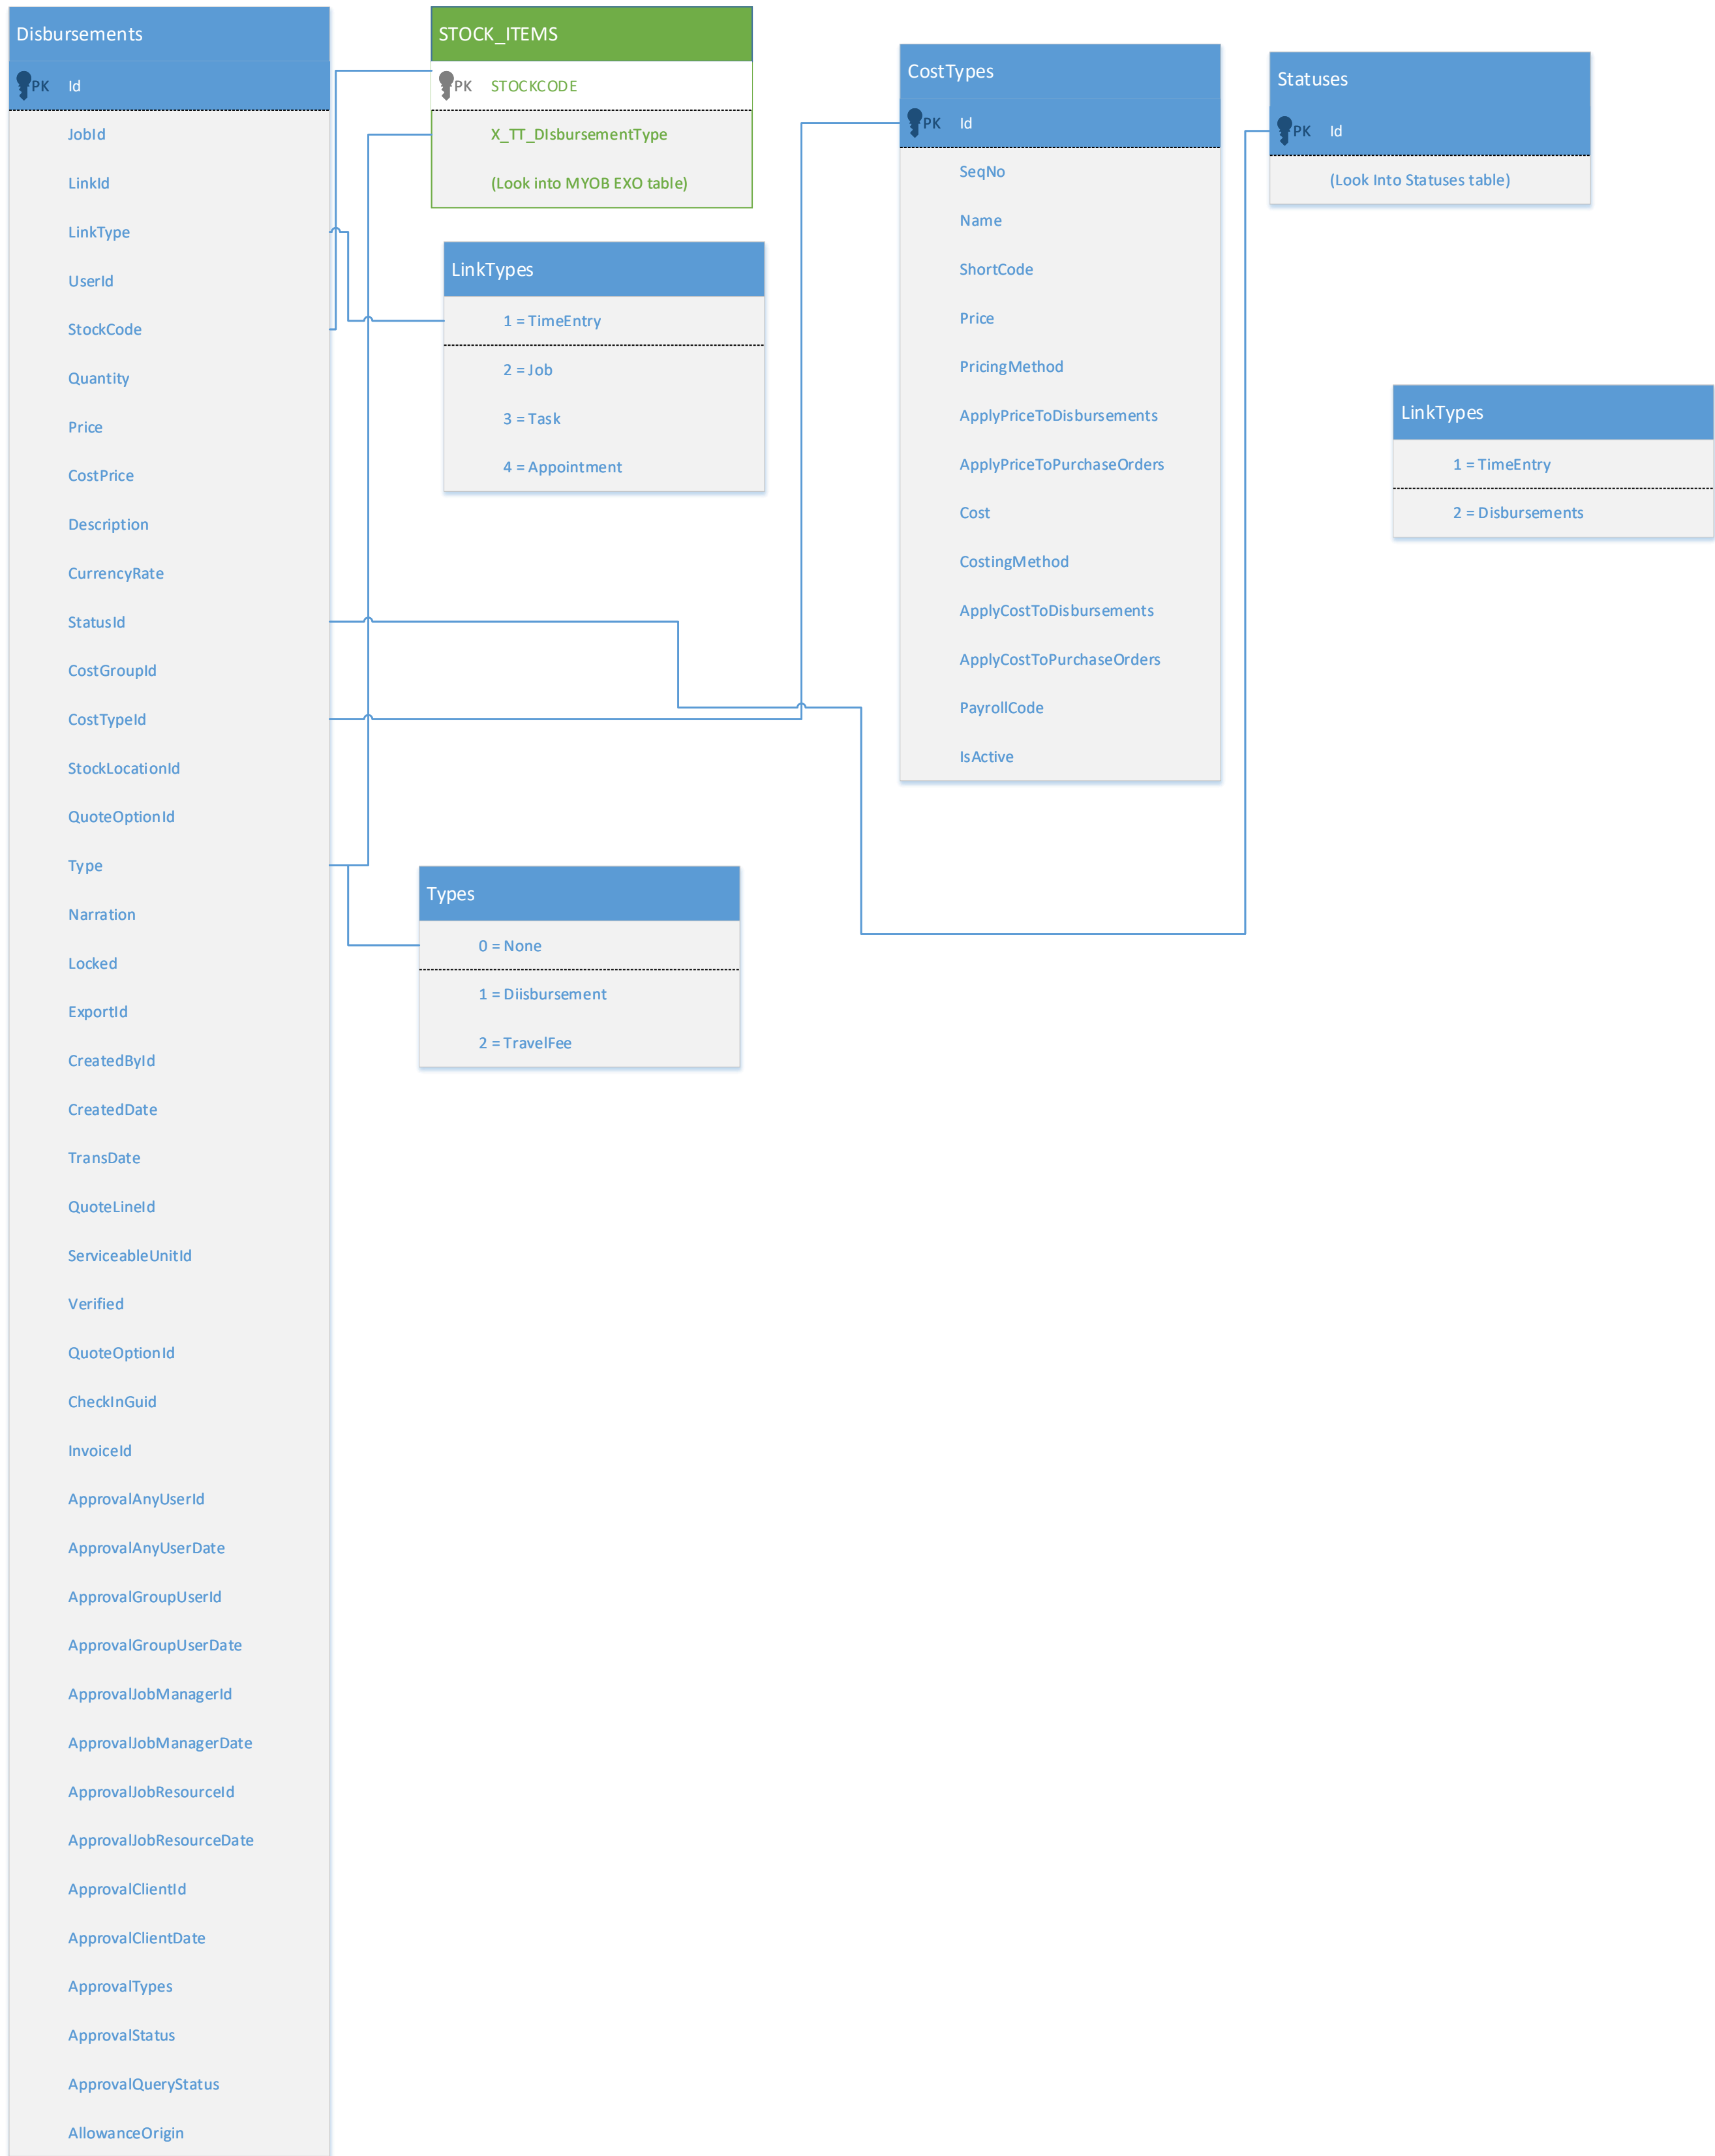 Disbursements
PK Id
JobId
LinkId
LinkType
UserId
StockCode
Quantity
Price
CostPrice
Description
CurrencyRate
StatusId
CostGroupId
CostTypeId
StockLocationId
QuoteOptionId
Type
Narration
Locked
ExportId
CreatedById
CreatedDate
TransDate
QuoteLineId
ServiceableUnitId
Verified
QuoteOptionId
CheckInGuid
InvoiceId
ApprovalAnyUserId
ApprovalAnyUserDate
ApprovalGroupUserId
ApprovalGroupUserDate
ApprovalJobManagerId
ApprovalJobManagerDate
ApprovalJobResourceId
ApprovalJobResourceDate
ApprovalClientId
ApprovalClientDate
ApprovalTypes
ApprovalStatus
ApprovalQueryStatus
AllowanceOrigin
STOCK_ITEMS
PK STOCKCODE
X_TT_DIsbursementType
(Look into MYOB EXO table)
LinkTypes
1 = TimeEntry
2 = Job
3 = Task
4 = Appointment
Types
0 = None
1 = Diisbursement
2 = TravelFee
CostTypes
PK Id
SeqNo
Name
ShortCode
Price
PricingMethod
ApplyPriceToDisbursements
ApplyPriceToPurchaseOrders
Cost
CostingMethod
ApplyCostToDisbursements
ApplyCostToPurchaseOrders
PayrollCode
IsActive
Statuses
PK Id
(Look Into Statuses table)
LinkTypes
1 = TimeEntry
2 = Disbursements